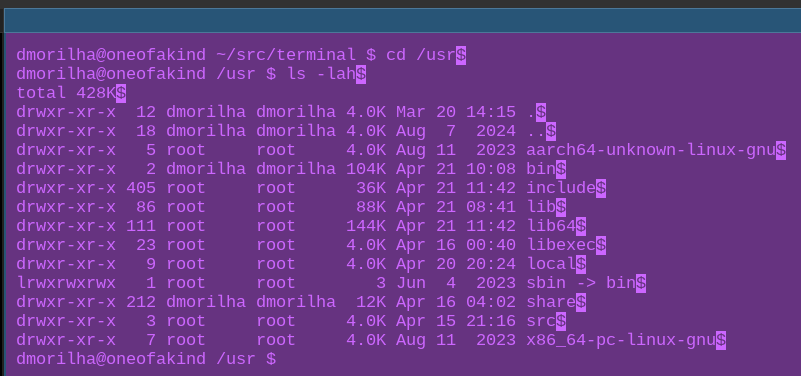 dmorilha@oneofakind ~/src/terminal $ cd /usr$
dmorilha@oneofakind /usr $ ls -lah$
total 428K$
drwxr-xr-x  12 dmorilha dmorilha 4.0K Mar 20 14:15 .$
drwxr-xr-x  18 dmorilha dmorilha 4.0K Aug  7  2024 ..$
drwxr-xr-x   5 root     root     4.0K Aug 11  2023 aarch64-unknown-linux-gnu$
drwxr-xr-x   2 dmorilha dmorilha 104K Apr 21 10:08 bin$
drwxr-xr-x 405 root     root      36K Apr 21 11:42 include$
drwxr-xr-x  86 root     root      88K Apr 21 08:41 lib$
drwxr-xr-x 111 root     root     144K Apr 21 11:42 lib64$
drwxr-xr-x  23 root     root     4.0K Apr 16 00:40 libexec$
drwxr-xr-x   9 root     root     4.0K Apr 20 20:24 local$
lrwxrwxrwx   1 root     root        3 Jun  4  2023 sbin -> bin$
drwxr-xr-x 212 dmorilha dmorilha  12K Apr 16 04:02 share$
drwxr-xr-x   3 root     root     4.0K Apr 15 21:16 src$
drwxr-xr-x   7 root     root     4.0K Aug 11  2023 x86_64-pc-linux-gnu$
dmorilha@oneofakind /usr $